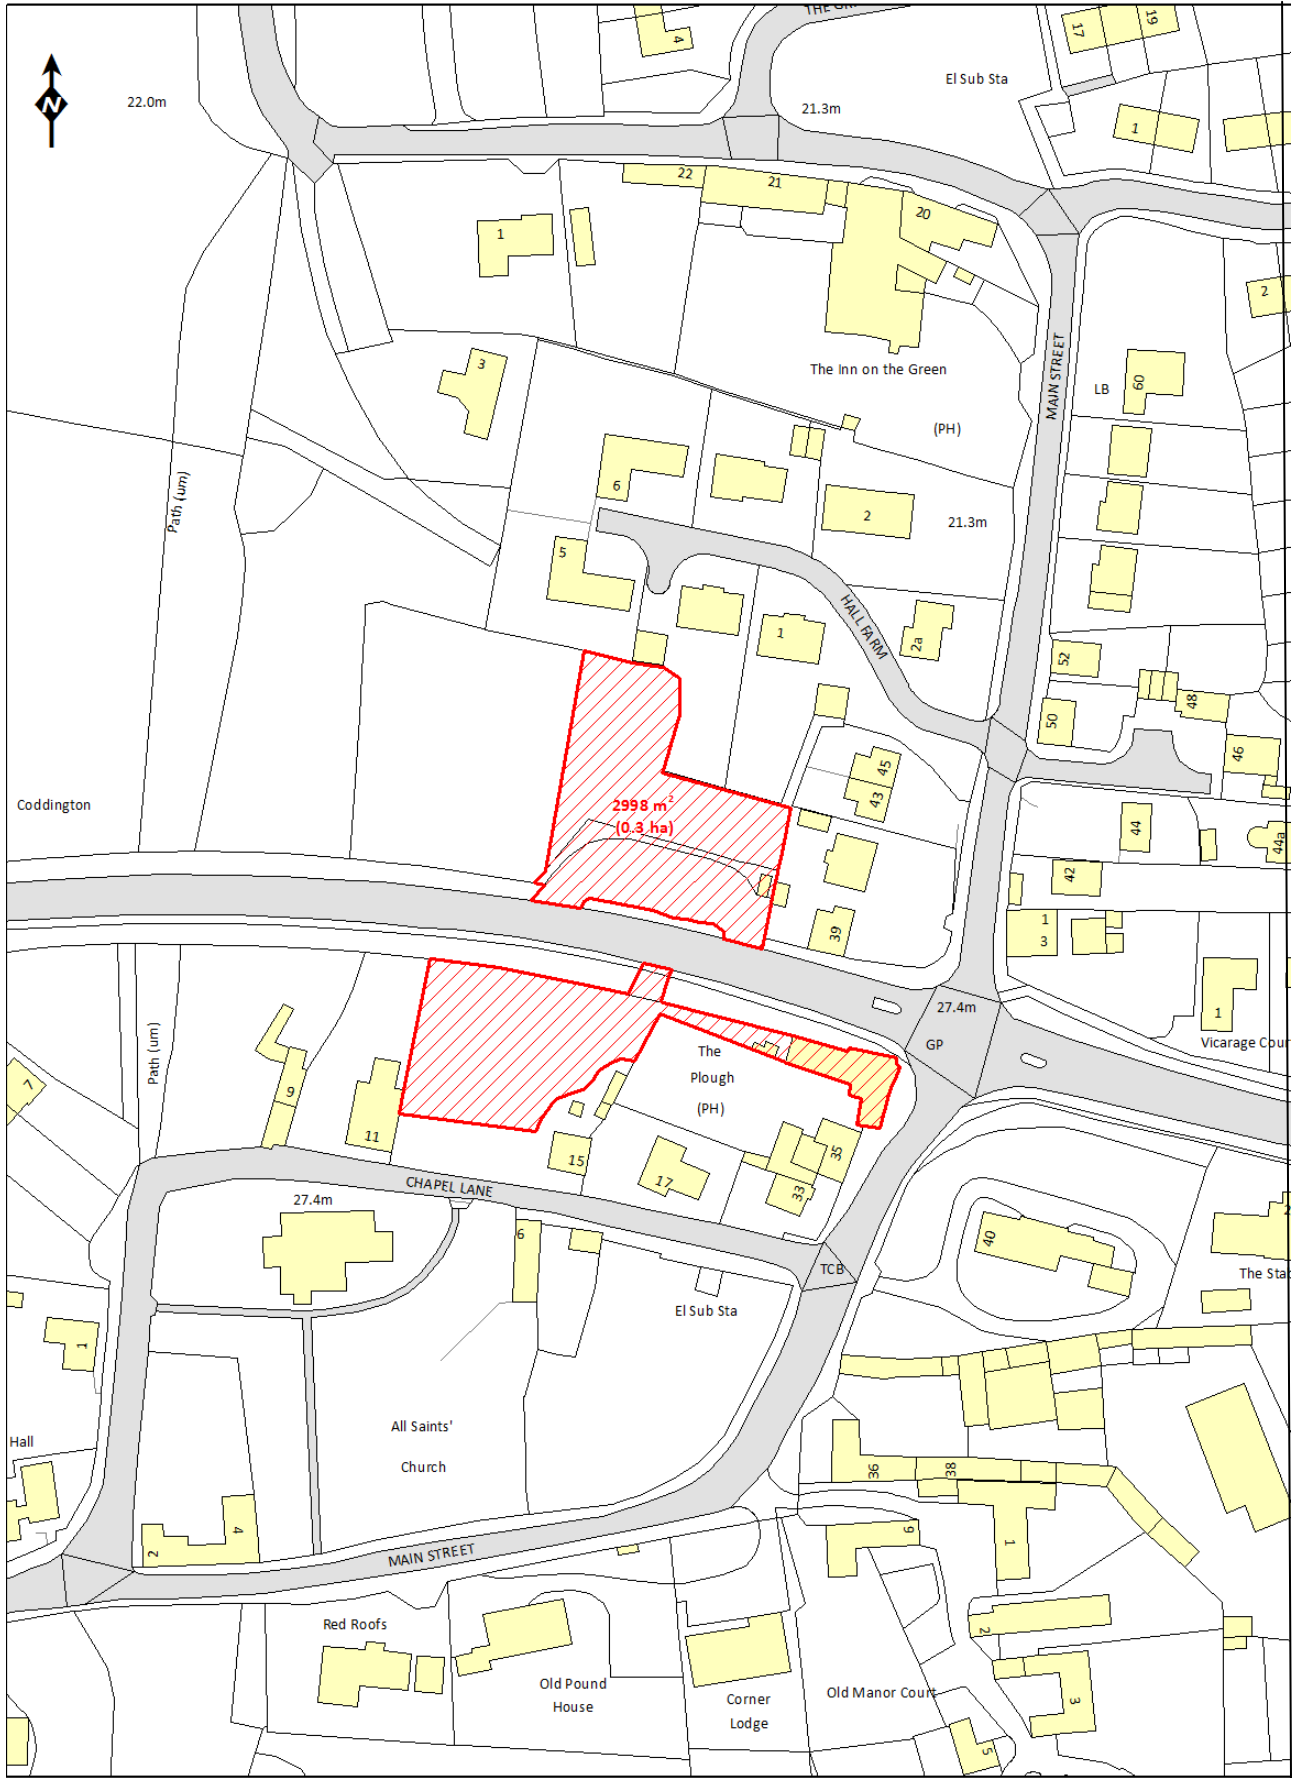 THE GR
4
17
19
El Sub Sta
N
22.0m
21.3m
1
22
21
20
1
2
The Inn on the Green
MAIN STREET
3
LB
60
(PH)
Path (um)
6
2
21.3m
5
HALL FARM
1
2a
52
48
50
46
45
43
2998 m²
(0.3 ha)
Coddington
44
44a
42
39
1
3
27.4m
1
GP
Vicarage Cour
Path (um)
The
Plough
(PH)
7
9
11
15
17
35
33
CHAPEL LANE
27.4m
6
40
2
TCB
The Stab
El Sub Sta
1
All Saints'
Church
Hall
36
38
4
2
MAIN STREET
9
1
Red Roofs
2
Old Pound
House
Corner
Lodge
Old Manor Court
3
5